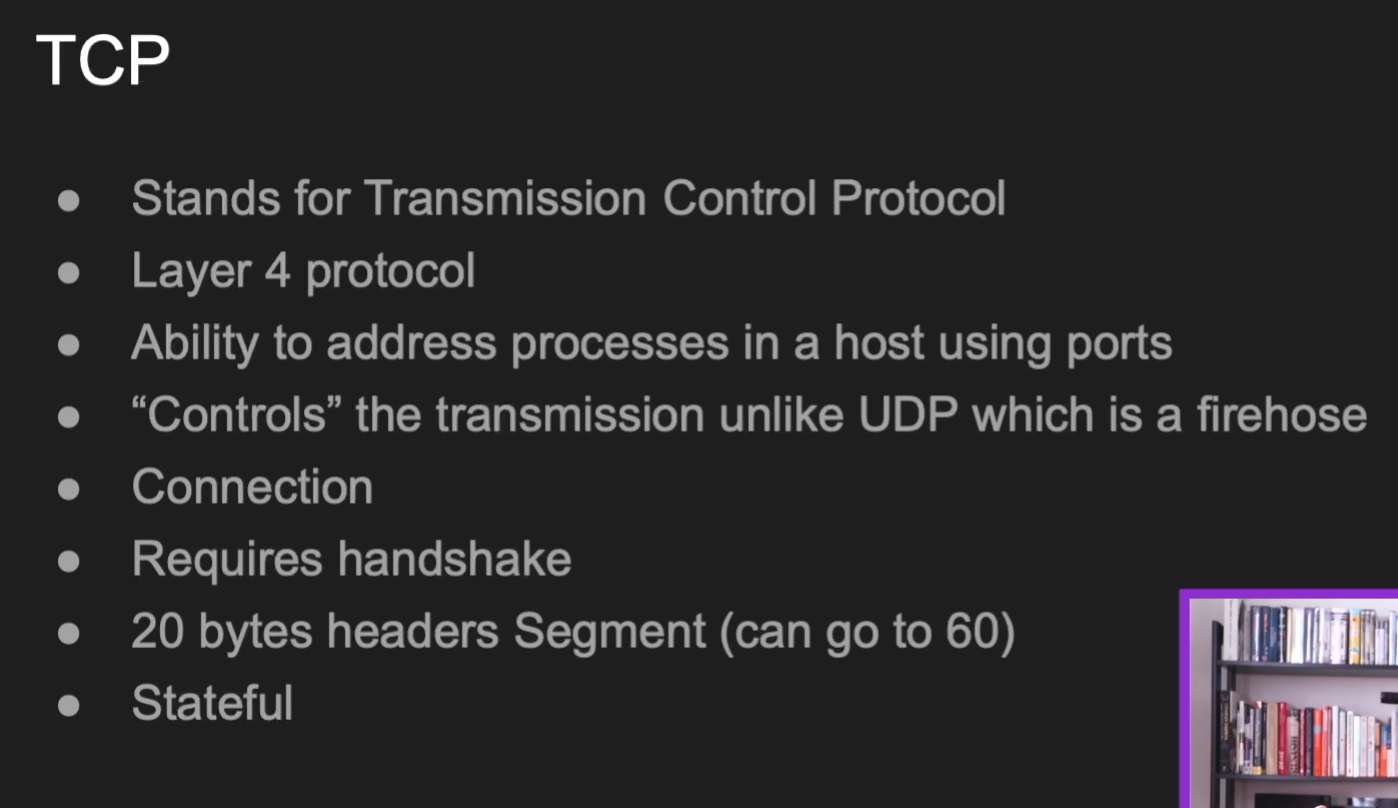 TCP
● Stands for Transmission Control Protocol
● Layer 4 protocol
● Ability to address processes in a host using ports
● “Controls” the transmission unlike UDP which is a firehose
● Connection
● Requires handshake
● 20 bytes headers Segment (can go to 60)
● Stateful